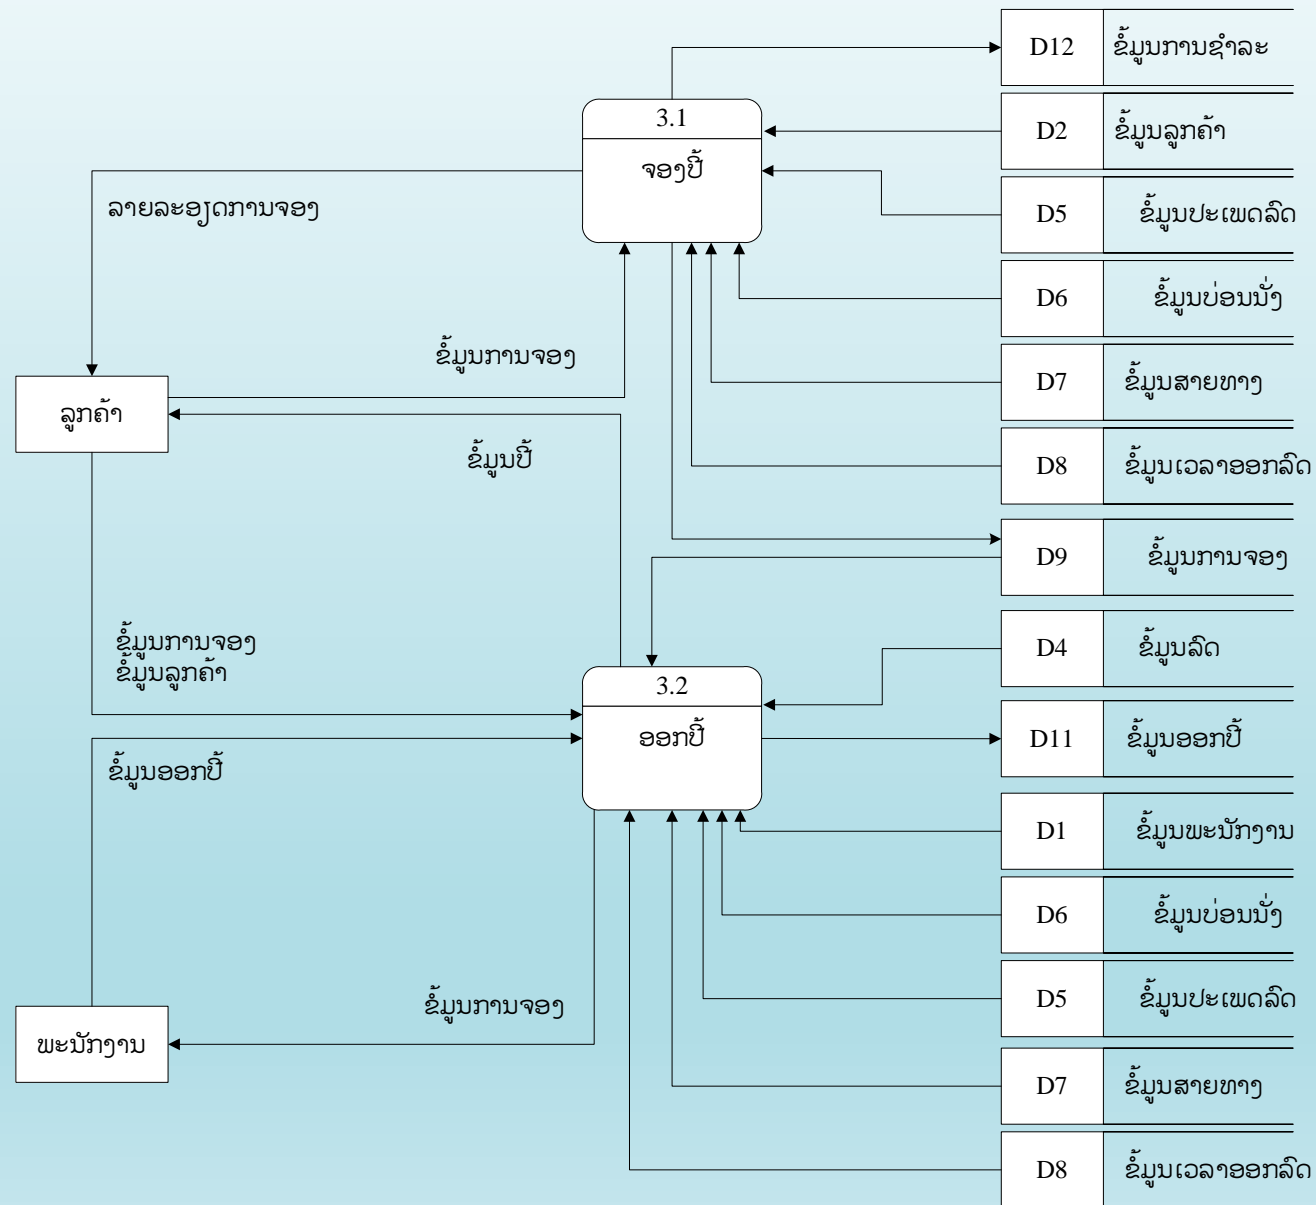 D12 ຂໍ້ມູນການຊໍາລະ
3.1
D2 ຂໍ້ມູນລູກຄ້າ
ຈອງປີ້
ລາຍລະອຽດການຈອງ
D5 ຂໍ້ມູນປະເພດລົດ
D6 ຂໍ້ມູນບ່ອນນັ່ງ
ຂໍ້ມູນການຈອງ
D7 ຂໍ້ມູນສາຍທາງ
ລູກຄ້າ
ຂໍ້ມູນປີ້
D8 ຂໍ້ມູນເວລາອອກລົດ
D9 ຂໍ້ມູນການຈອງ
ຂໍ້ມູນການຈອງ
ຂໍ້ມູນລູກຄ້າ
D4 ຂໍ້ມູນລົດ
3.2
ອອກປີ້
D11 ຂໍ້ມູນອອກປີ້
ຂໍ້ມູນອອກປີ້
D1 ຂໍ້ມູນພະນັກງານ
D6 ຂໍ້ມູນບ່ອນນັ່ງ
D5 ຂໍ້ມູນປະເພດລົດ
ຂໍ້ມູນການຈອງ
ພະນັກງານ
D7 ຂໍ້ມູນສາຍທາງ
D8 ຂໍ້ມູນເວລາອອກລົດ